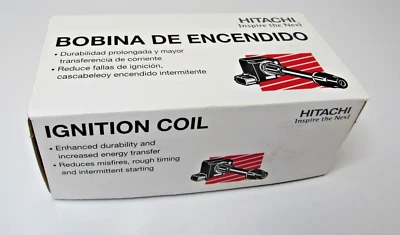 HITACHI
Inspire the Next
BOBINA DE ENCENDIDO
• Durabilidad prolongada y mayor
transferencia de corriente
• Reduce fallas de ignición,
cascabeleoy encendido intermitente
HITACHI
Inspire the Next
IGNITION COIL
• Enhanced durability and
increased energy transfer
• Reduces misfires, rough timing
and intermittent starting